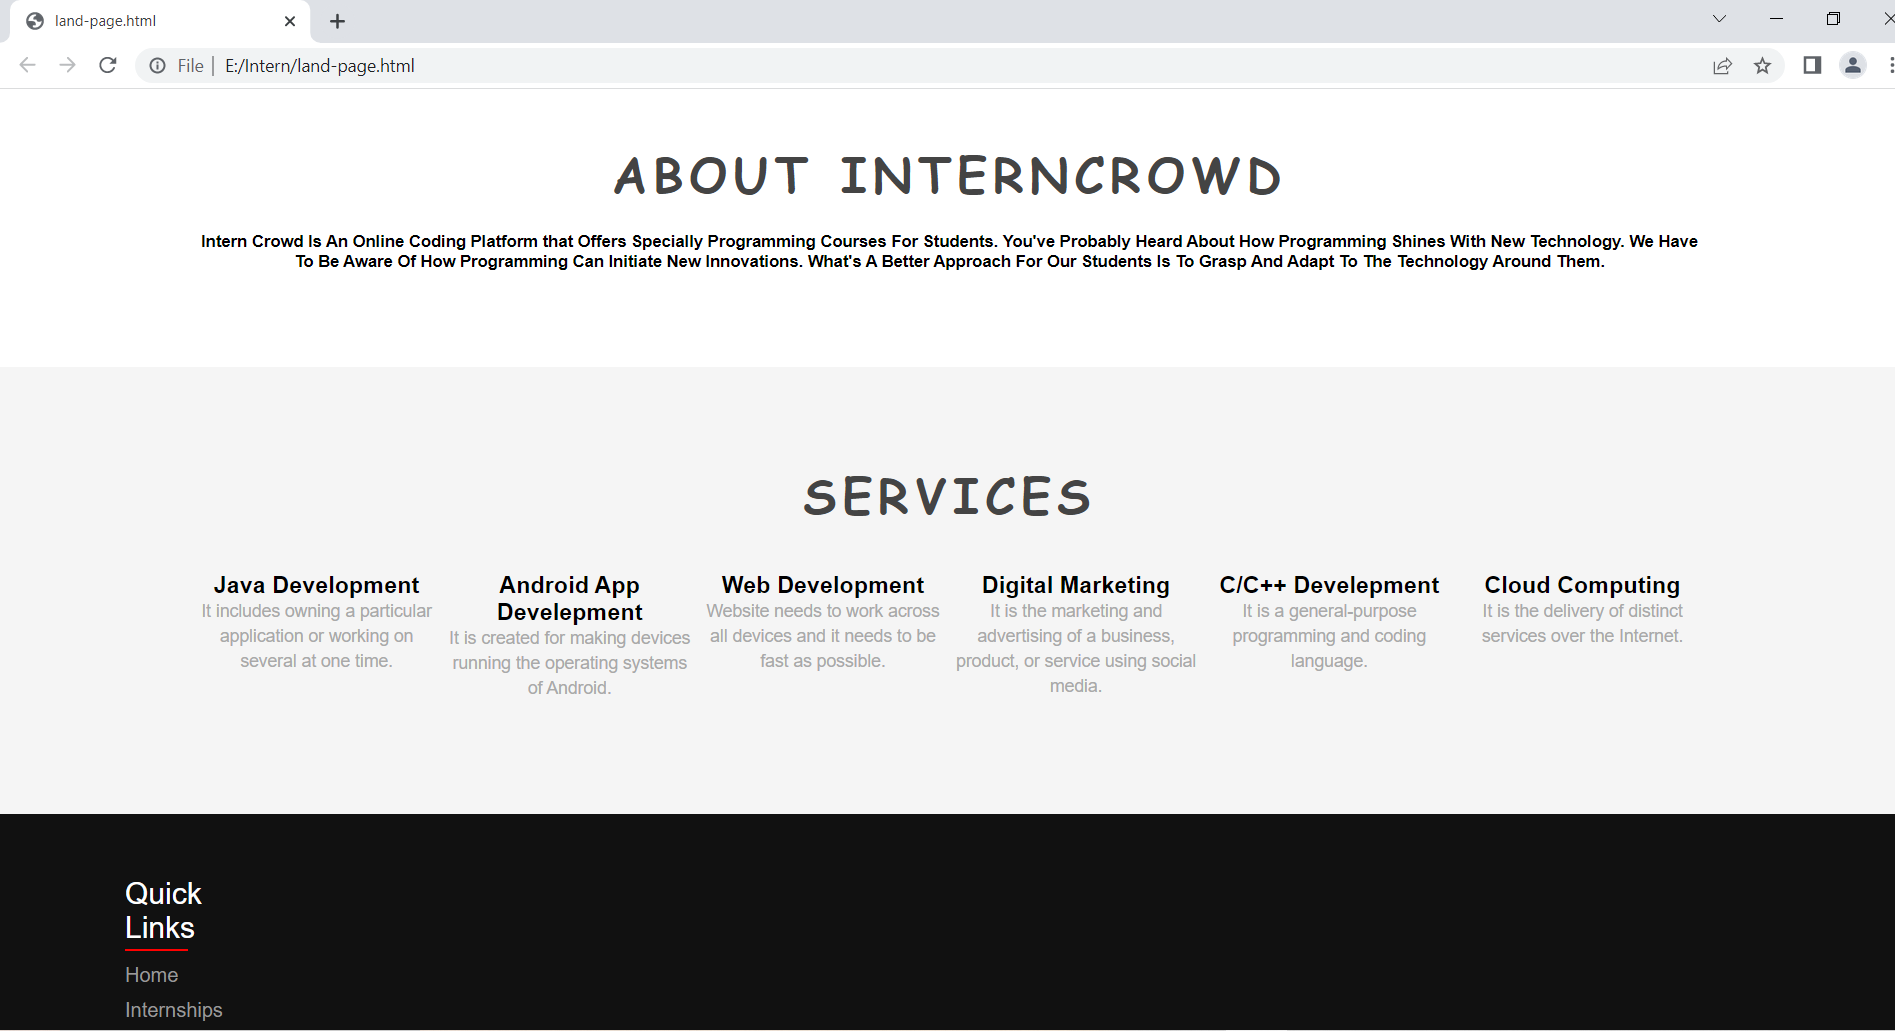 land-page.html
File | E:/Intern/land-page.html
ABOUT INTERNCROWD
Intern Crowd Is An Online Coding Platform that Offers Specially Programming Courses For Students. You've Probably Heard About How Programming Shines With New Technology. We Have
To Be Aware Of How Programming Can Initiate New Innovations. What's A Better Approach For Our Students Is To Grasp And Adapt To The Technology Around Them.
SERVICES
Java Development
It includes owning a particular
application or working on
several at one time.
Android App
Develepment
It is created for making devices
running the operating systems
of Android.
Web Development
Website needs to work across
all devices and it needs to be
fast as possible.
Digital Marketing
It is the marketing and
advertising of a business,
product, or service using social
media.
C/C++ Develepment
It is a general-purpose
programming and coding
language.
Cloud Computing
It is the delivery of distinct
services over the Internet.
Quick
Links
Home
Internships